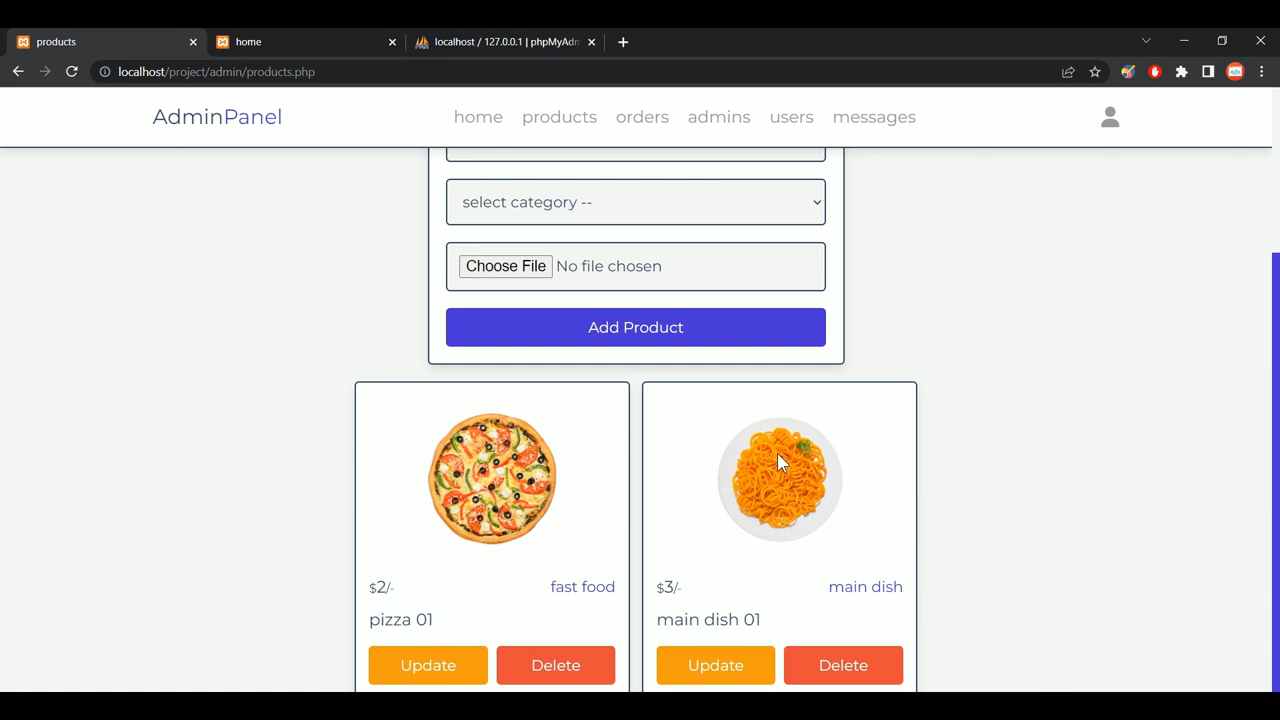 products
home
localhost / 127.0.0.1 | phpMyAdm
localhost/project/admin/products.php
AdminPanel
home products orders admins users messages
select category --
Choose File No file chosen
Add Product
$2/- fast food
pizza 01
Update Delete
$3/- main dish
main dish 01
Update Delete